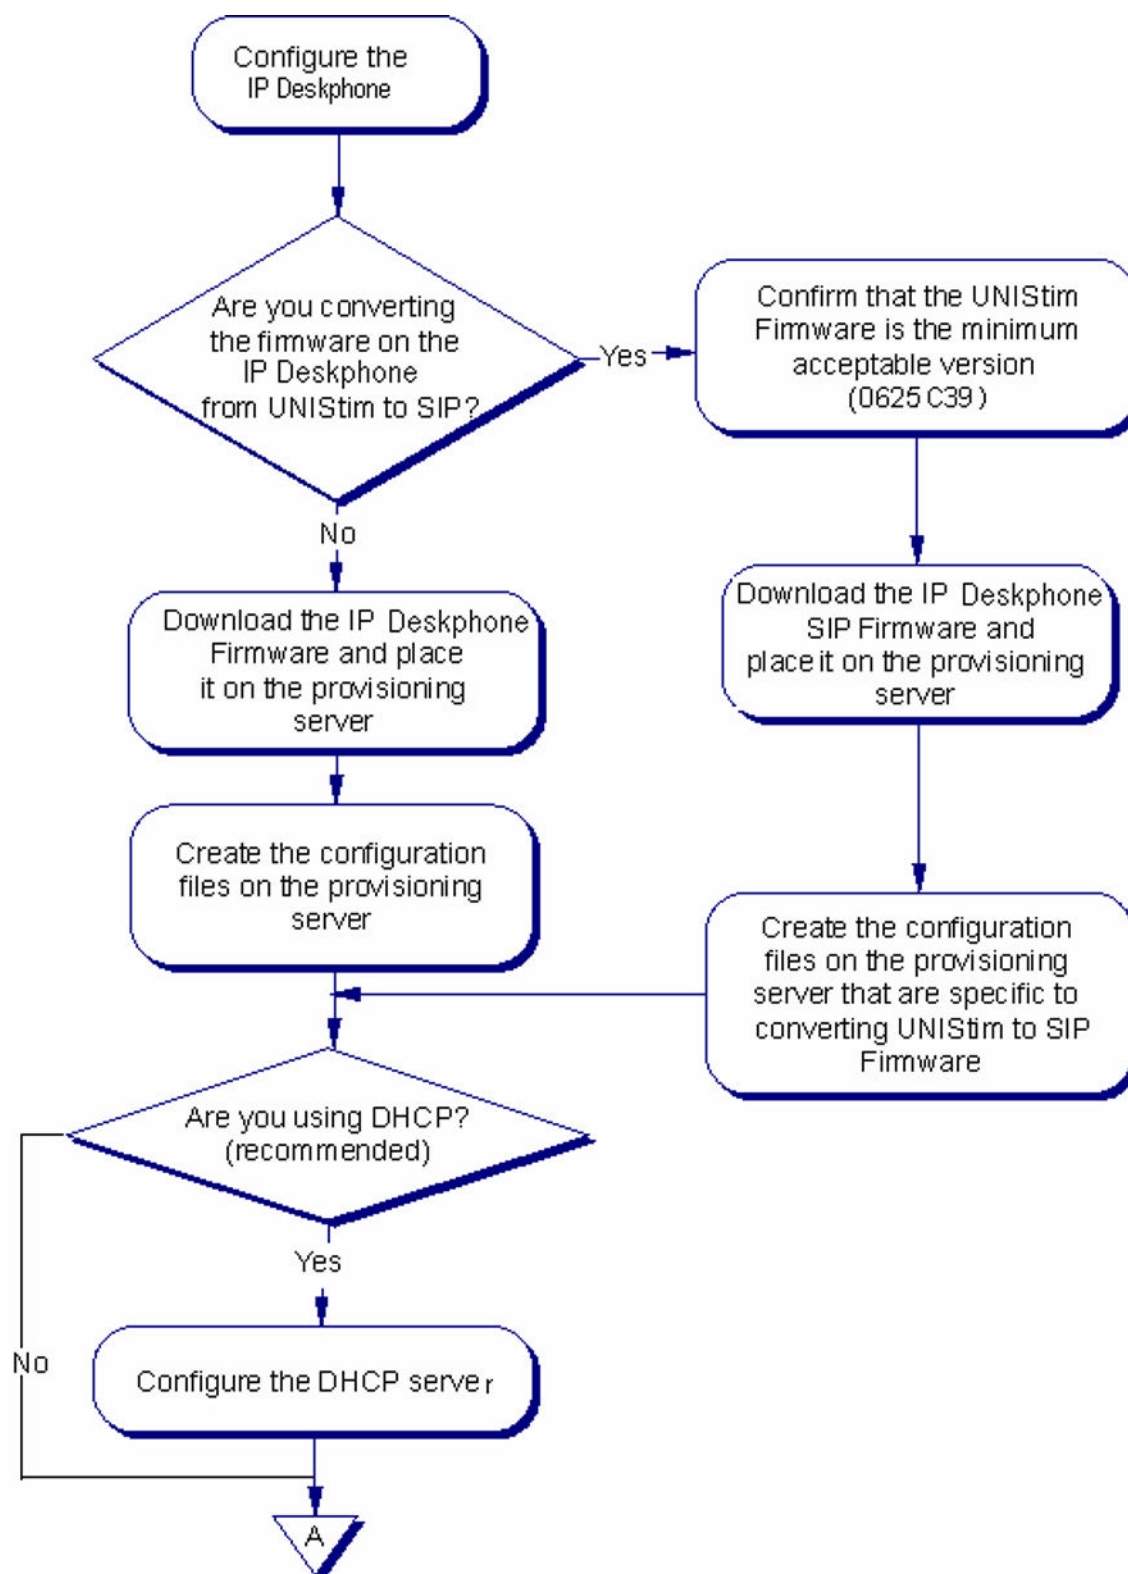 Configure the
IP Deskphone
Are you converting
the firmware on the
IP Deskphone
from UNIStim to SIP?
Yes
Confirm that the UNIStim
Firmware is the minimum
acceptable version
(0625C39)
No
Download the IP Deskphone
Firmware and place
it on the provisioning
server
Download the IP Deskphone
SIP Firmware and
place it on the provisioning
server
Create the configuration
files on the provisioning
server
Create the configuration
files on the provisioning
server that are specific to
converting UNIStim to SIP
Firmware
Are you using DHCP?
(recommended)
Yes
No
Configure the DHCP server
A